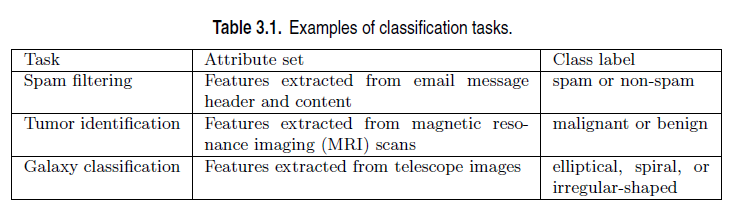 Table 3.1. Examples of classification tasks.
Task Attribute set Class label
Spam filtering Features extracted from email message spam or non-spam
header and content
Tumor identification Features extracted from magnetic reso- malignant or benign
nance imaging (MRI) scans
Galaxy classification Features extracted from telescope images elliptical, spiral, or
irregular-shaped